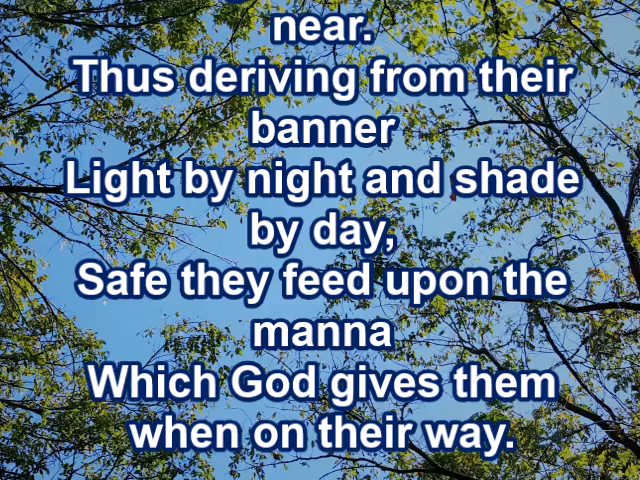 near.
Thus deriving from their
banner
Light by night and shade
by day,
Safe they feed upon the
manna
Which God gives them
when on their way.